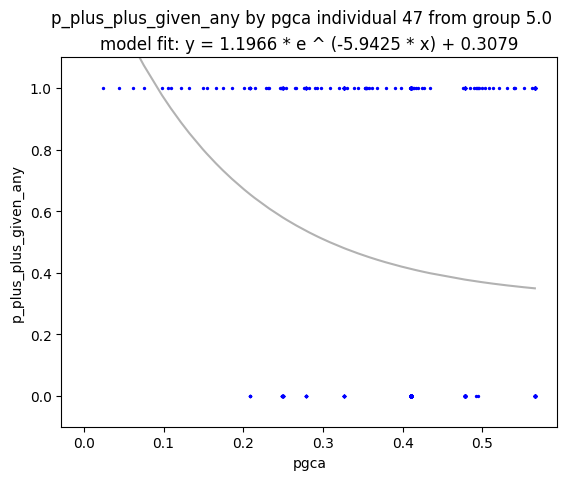 p_plus_plus_given_any by pgca individual 47 from group 5.0
model fit: y = 1.1966 * e ^ (-5.9425 * x) + 0.3079
1.0
0.8
0.6
0.4
0.2
0.0
p_plus_plus_given_any
0.0 0.1 0.2 0.3 0.4 0.5
pgca